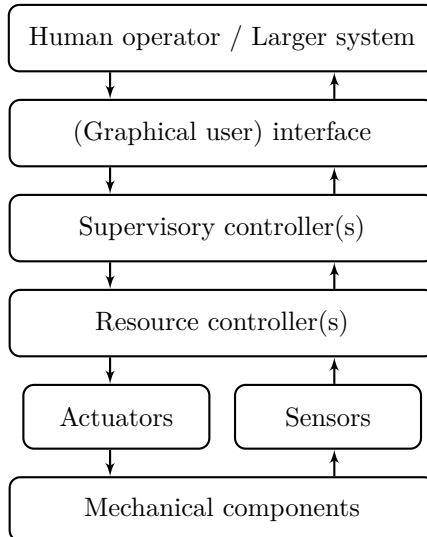 Human operator / Larger system
(Graphical user) interface
Supervisory controller(s)
Resource controller(s)
Actuators
Sensors
Mechanical components